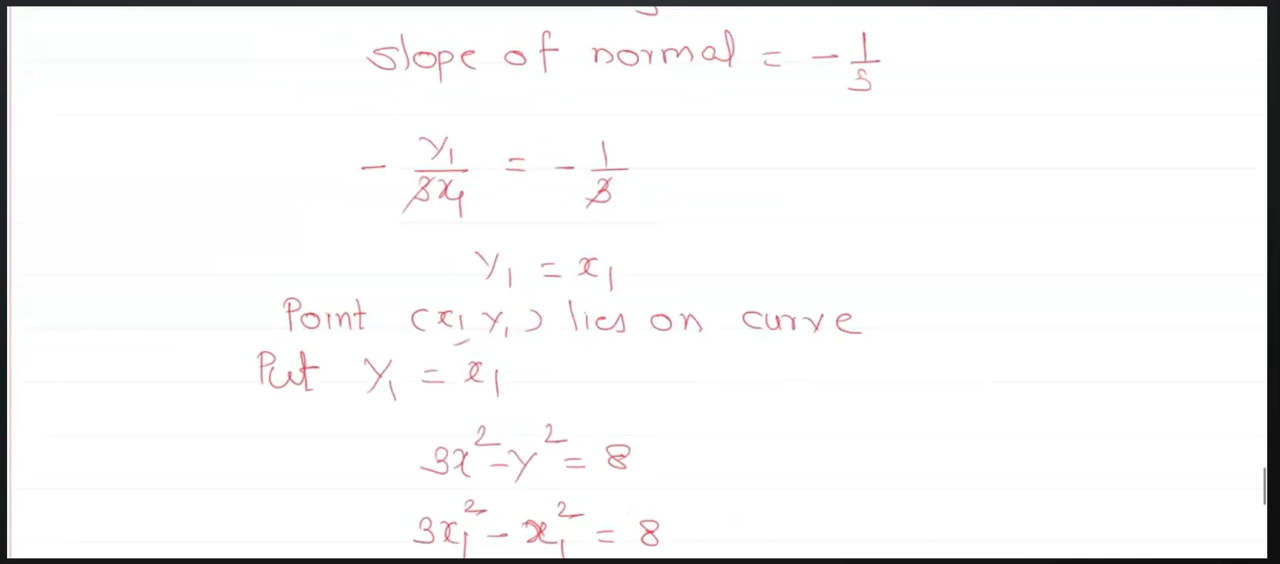 slope of normal = - 1/3
- y₁/3x₁ = - 1/3
y₁ = x₁
Point (x₁ y₁) lies on curve
Put y₁ = x₁
3x² - y² = 8
3x₁² - x₁² = 8